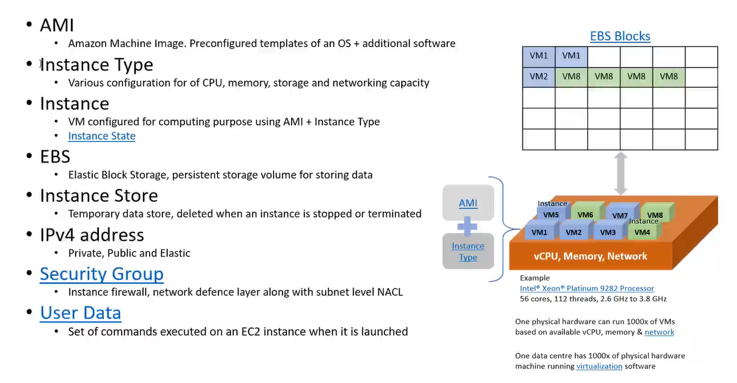 AMI
Amazon Machine Image. Preconfigured templates of an OS + additional software
Instance Type
Various configuration for of CPU, memory, storage and networking capacity
Instance
VM configured for computing purpose using AMI + Instance Type
Instance State
EBS
Elastic Block Storage, persistent storage volume for storing data
Instance Store
Temporary data store, deleted when an instance is stopped or terminated
IPv4 address
Private, Public and Elastic
Security Group
Instance firewall, network defence layer along with subnet level NACL
User Data
Set of commands executed on an EC2 instance when it is launched
EBS Blocks
VM1 VM1
VM2 VM8 VM8 VM8 VM8
AMI
Instance
Type
Instance
VM5 VM6 VM7 VM8
Instance
VM1 VM2 VM3 VM4
vCPU, Memory, Network
Example
Intel® Xeon® Platinum 9282 Processor
56 cores, 112 threads, 2.6 GHz to 3.8 GHz
One physical hardware can run 1000x of VMs
based on available vCPU, memory & network
One data centre has 1000x of physical hardware
machine running virtualization software